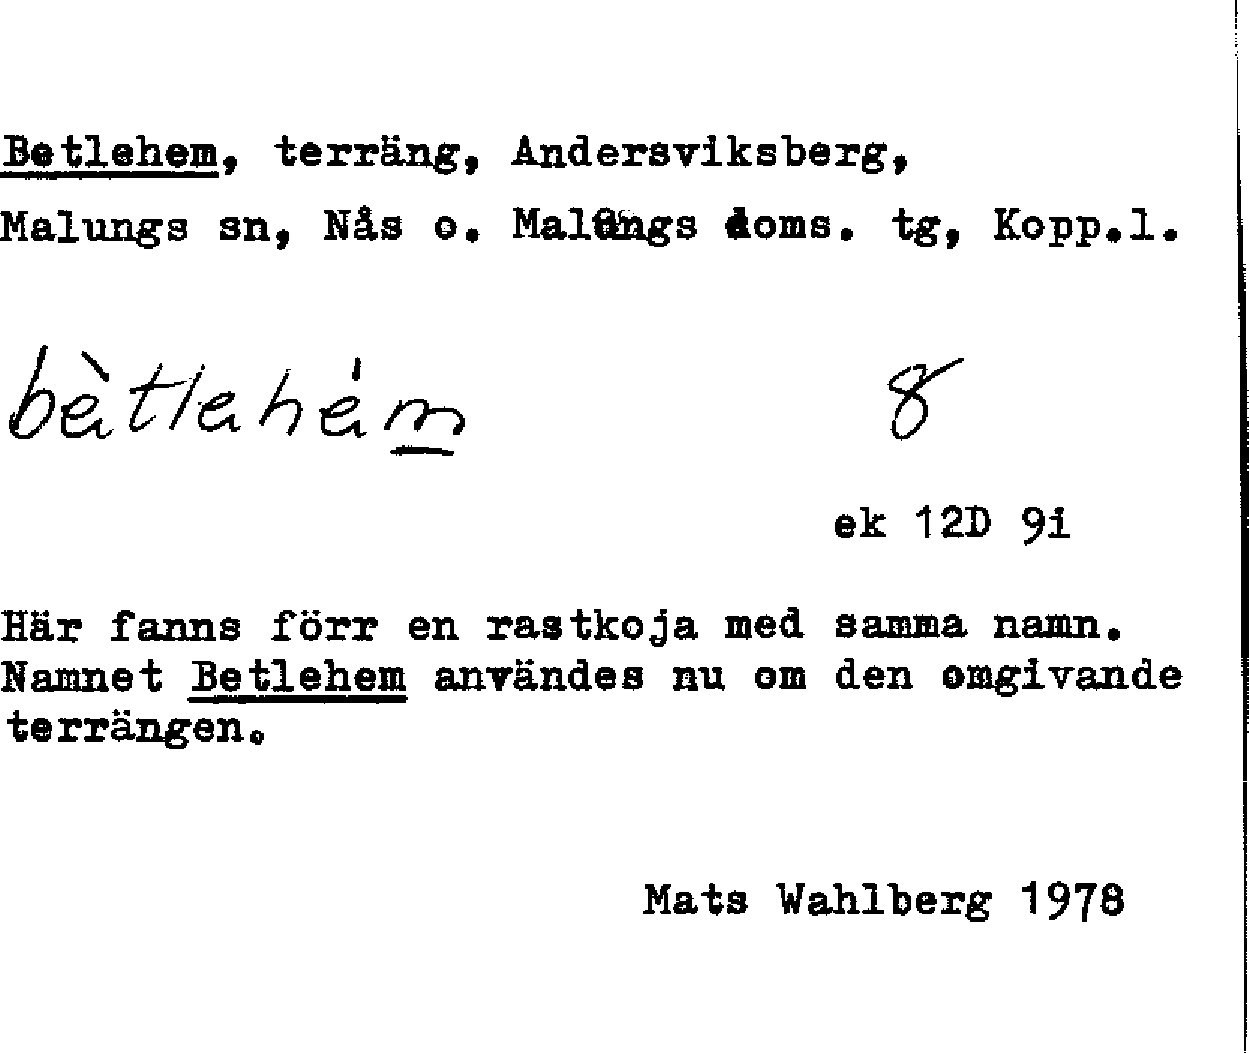 Betlehem, terräng, Andersviksberg,
Malungs sn, Nås o. Malungs doms. tg, Kopp.l.
bètlehém 8
ek 12D 9i
Här fanns förr en rastkoja med samma namn.
Namnet Betlehem användes nu om den omgivande
terrängen.
Mats Wahlberg 1978